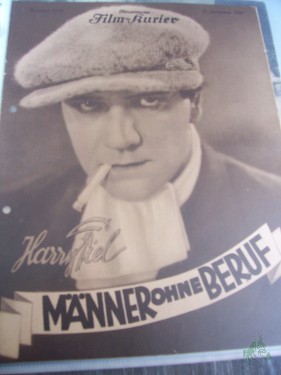 Film-Kurier
Harry Piel
MÄNNER OHNE BERUF